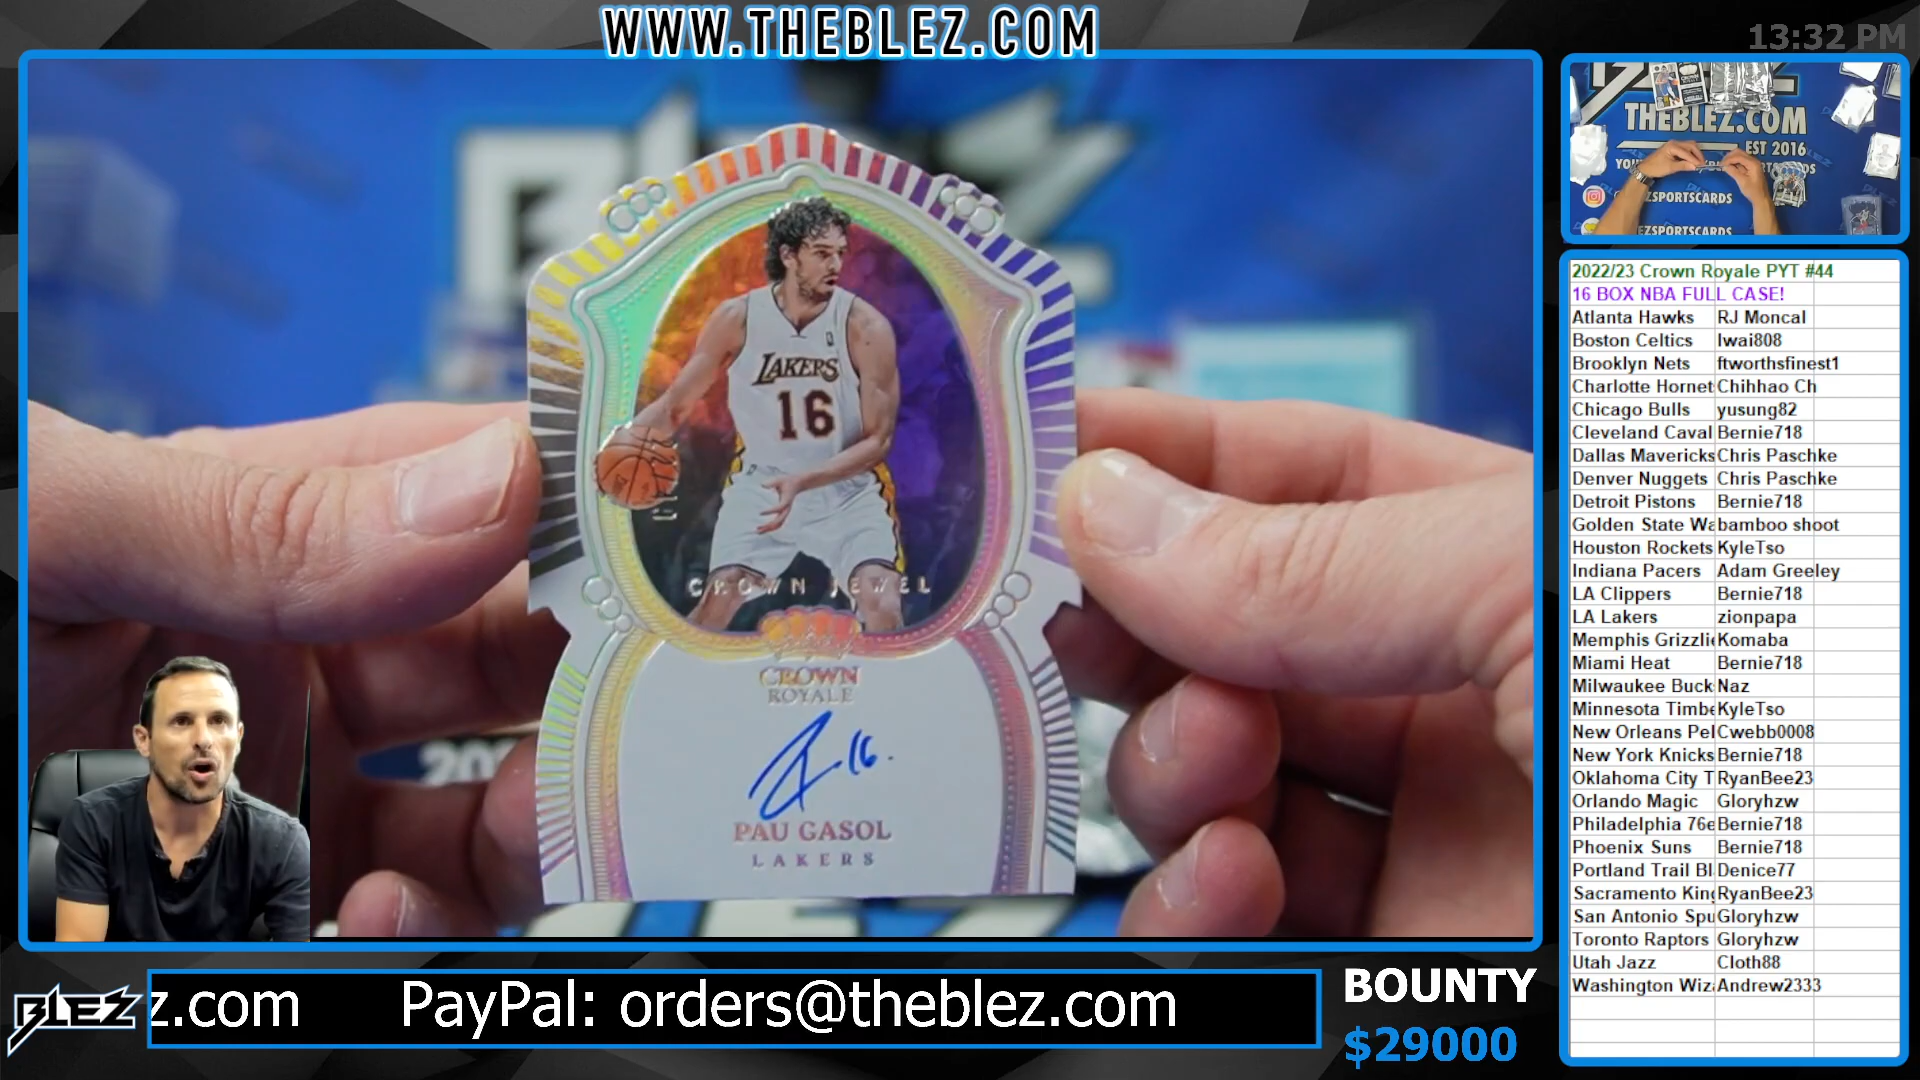 WWW.THEBLEZ.COM
13:32 PM
THEBLEZ.COM
EST 2016
EZSPORTSCARDS
EZSPORTSCARDS
LAKERS
16
CROWN JEWEL
CROWN
ROYALE
16.
PAU GASOL
LAKERS
2022/23 Crown Royale PYT #44
16 BOX NBA FULL CASE!
Atlanta Hawks RJ Moncal
Boston Celtics Iwai808
Brooklyn Nets ftworthsfinest1
Charlotte Hornet Chihhao Ch
Chicago Bulls yusung82
Cleveland Caval Bernie718
Dallas Mavericks Chris Paschke
Denver Nuggets Chris Paschke
Detroit Pistons Bernie718
Golden State Wa bamboo shoot
Houston Rockets KyleTso
Indiana Pacers Adam Greeley
LA Clippers Bernie718
LA Lakers zionpapa
Memphis Grizzlie Komaba
Miami Heat Bernie718
Milwaukee Buck Naz
Minnesota Timbe KyleTso
New Orleans Pel Cwebb0008
New York Knicks Bernie718
Oklahoma City T RyanBee23
Orlando Magic Gloryhzw
Philadelphia 76e Bernie718
Phoenix Suns Bernie718
Portland Trail Bl Denice77
Sacramento King RyanBee23
San Antonio Spu Gloryhzw
Toronto Raptors Gloryhzw
Utah Jazz Cloth88
Washington Wiz Andrew2333
BLEZ
z.com PayPal: orders@theblez.com
BOUNTY
$29000